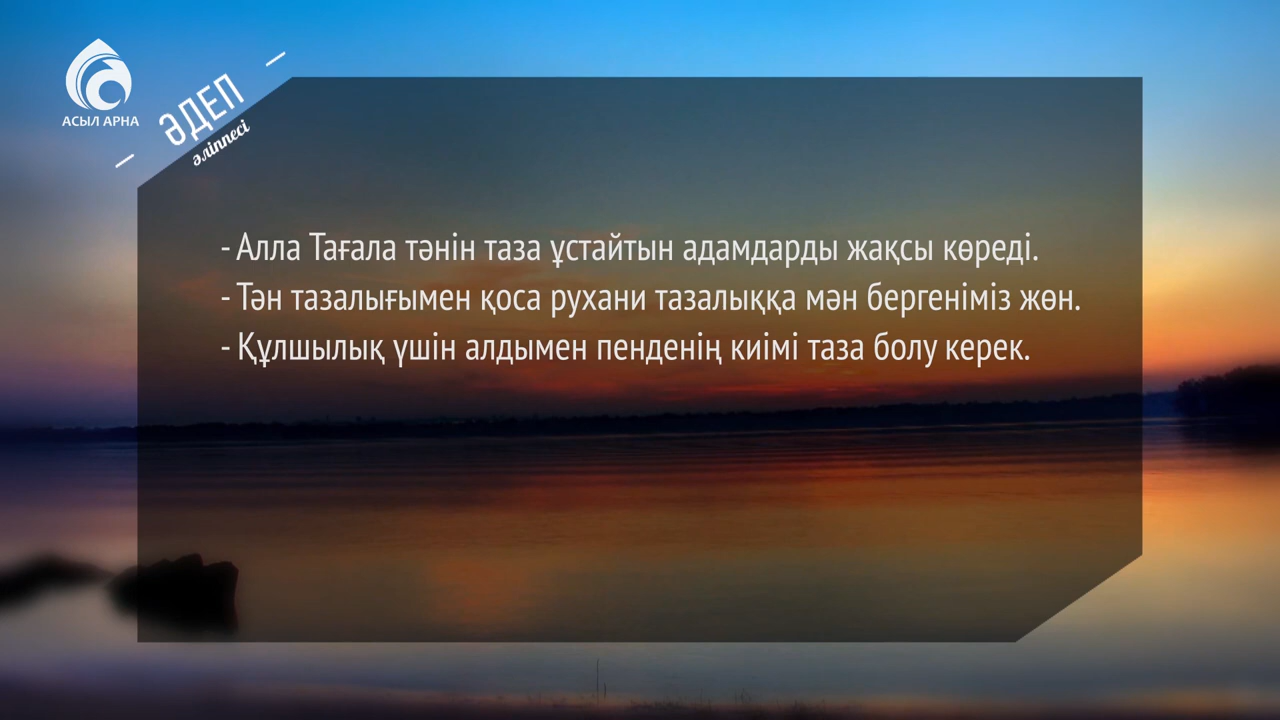 АСЫЛ АРНА
ӘДЕП
әліппесі
- Алла Тағала тәнін таза ұстайтын адамдарды жақсы көреді.
- Тән тазалығымен қоса рухани тазалыққа мән бергеніміз жөн.
- Құлшылық үшін алдымен пенденің киімі таза болу керек.